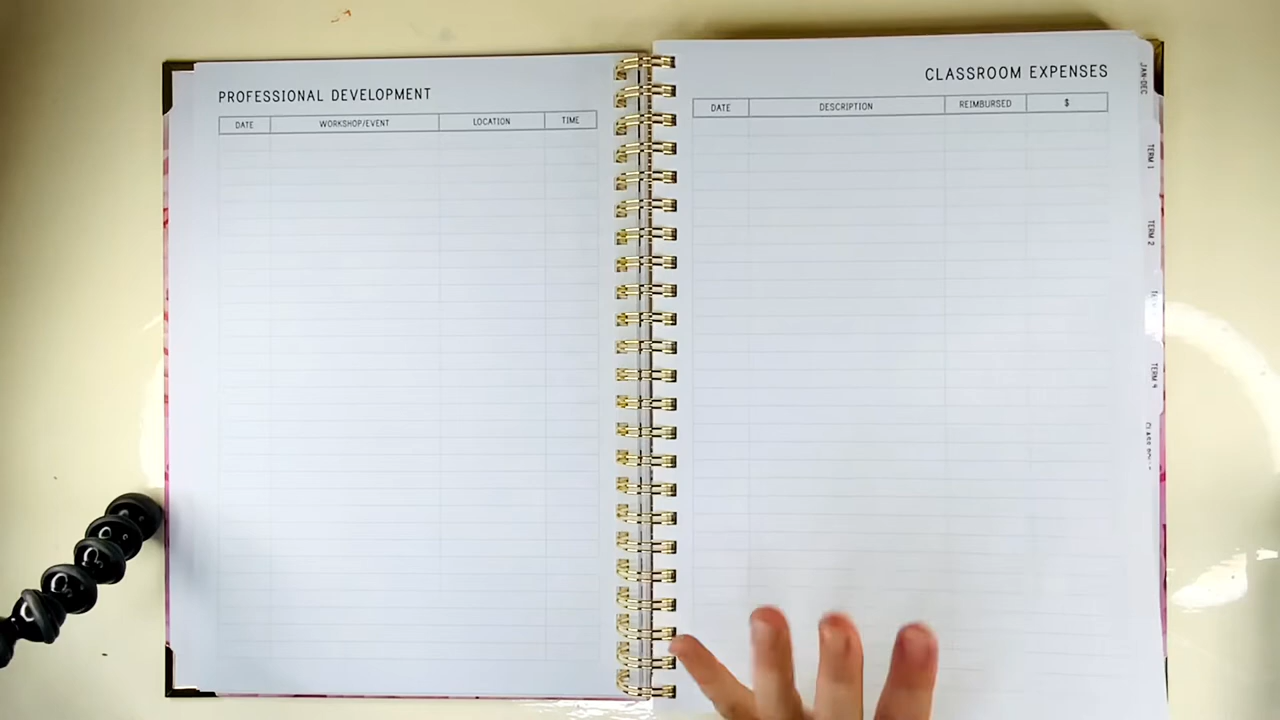 PROFESSIONAL DEVELOPMENT
DATE WORKSHOP/EVENT LOCATION TIME
CLASSROOM EXPENSES
DATE DESCRIPTION REIMBURSED $
JAN-DEC
TERM 1
TERM 2
TERM 4